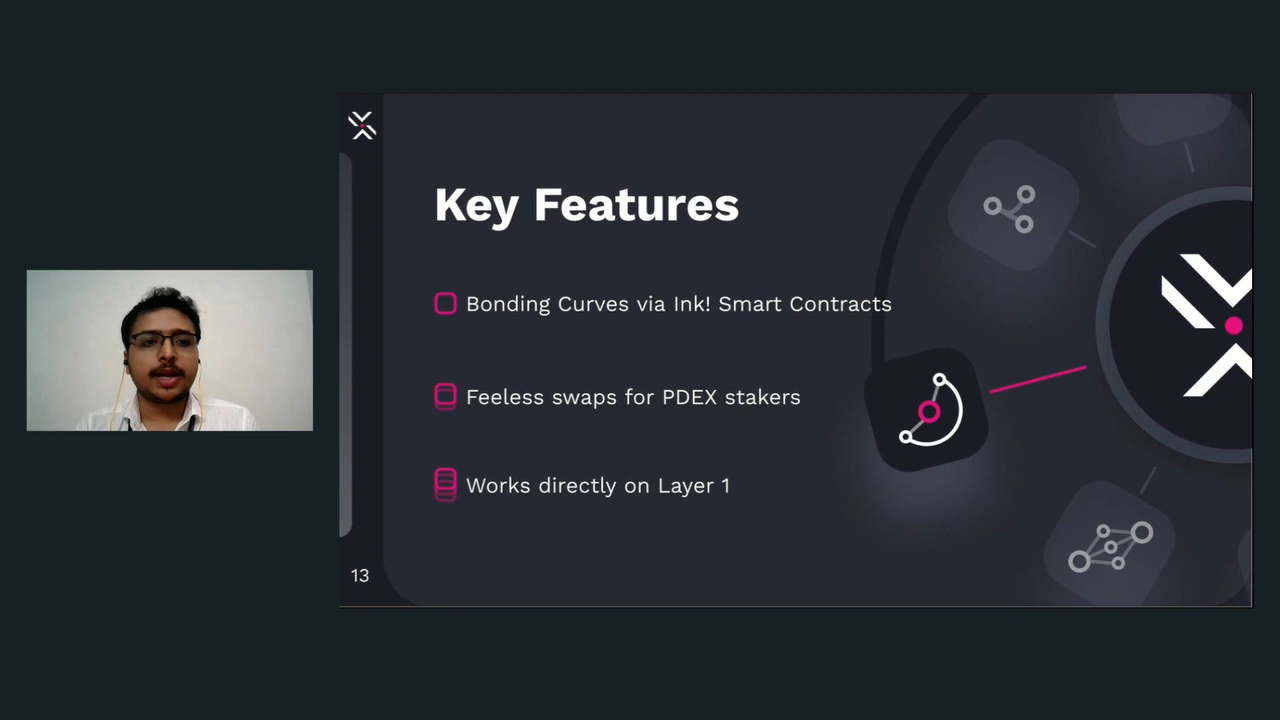 Key Features
Bonding Curves via Ink! Smart Contracts
Feeless swaps for PDEX stakers
Works directly on Layer 1
13